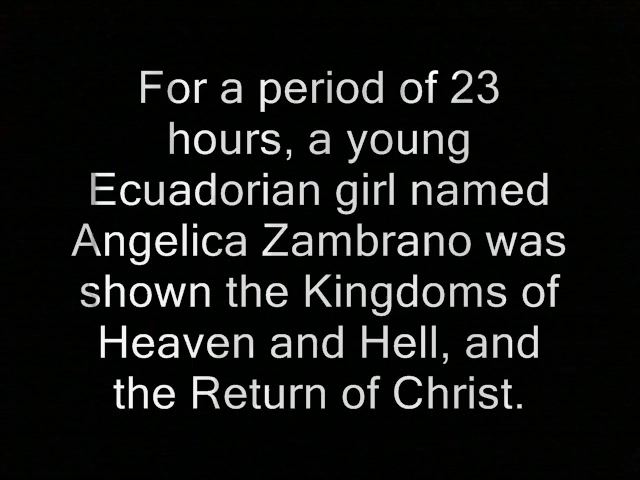 For a period of 23
hours, a young
Ecuadorian girl named
Angelica Zambrano was
shown the Kingdoms of
Heaven and Hell, and
the Return of Christ.